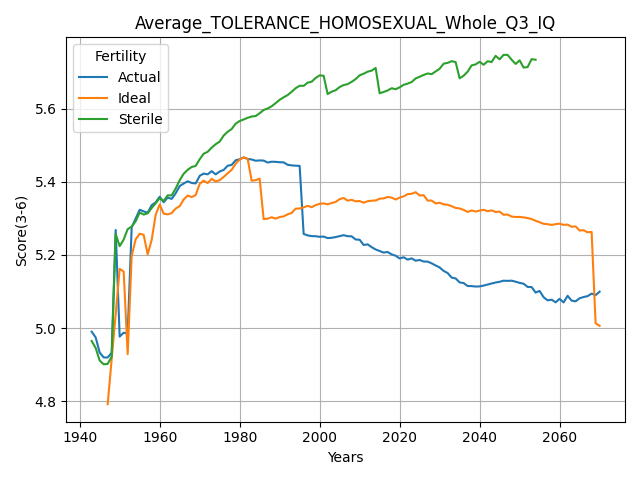 Average_TOLERANCE_HOMOSEXUAL_Whole_Q3_IQ
Fertility
Actual
Ideal
Sterile
Score(3-6)
5.6
5.4
5.2
5.0
4.8
1940 1960 1980 2000 2020 2040 2060
Years